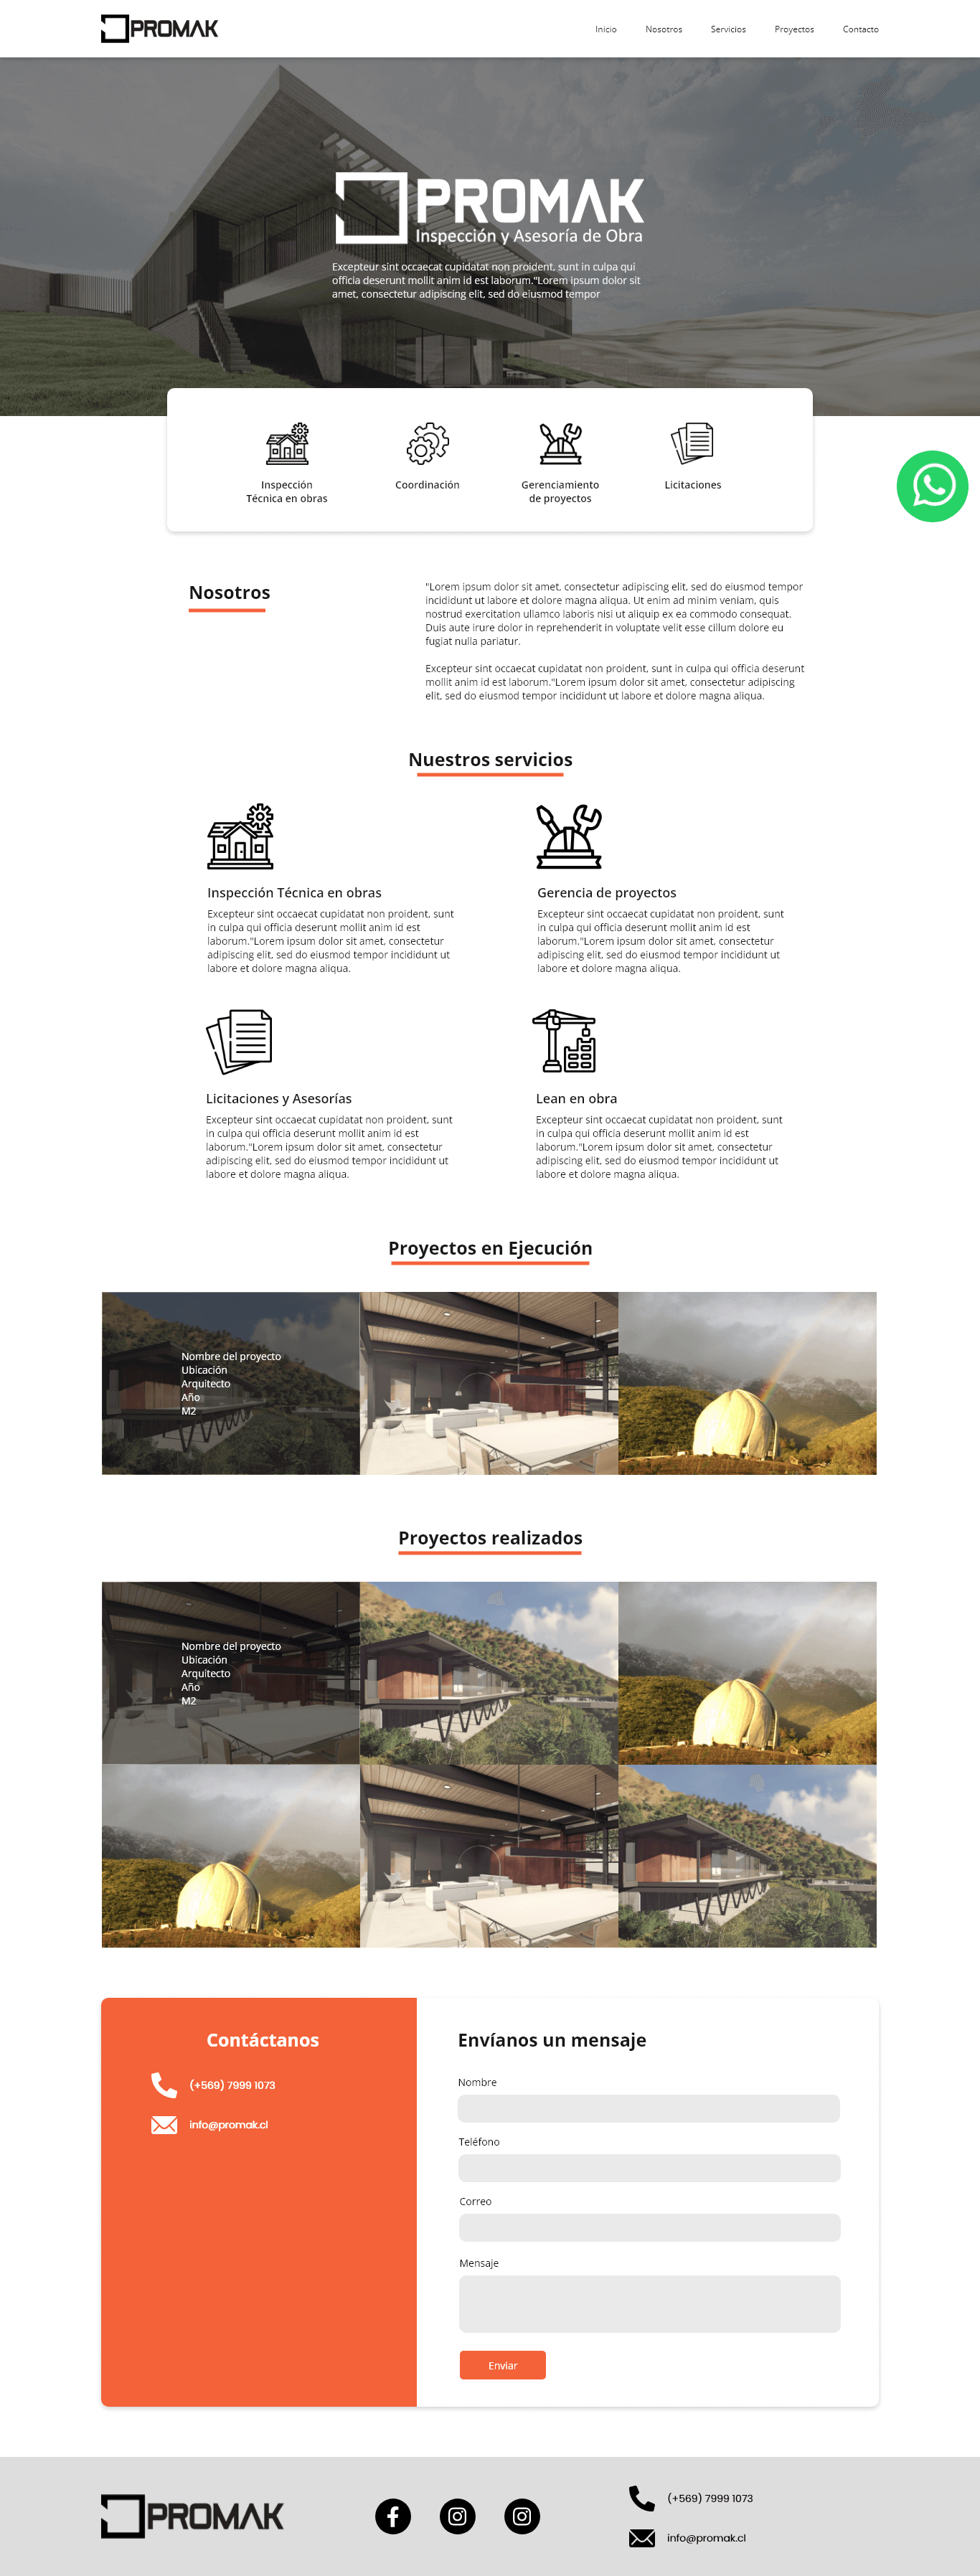 PROMAK
Inicio Nosotros Servicios Proyectos Contacto
PROMAK
Inspección y Asesoría de Obra
Excepteur sint occaecat cupidatat non proident, sunt in culpa qui
officia deserunt mollit anim id est laborum."Lorem ipsum dolor sit
amet, consectetur adipiscing elit, sed do eiusmod tempor
Inspección
Técnica en obras
Coordinación
Gerenciamiento
de proyectos
Licitaciones
Nosotros
"Lorem ipsum dolor sit amet, consectetur adipiscing elit, sed do eiusmod tempor
incididunt ut labore et dolore magna aliqua. Ut enim ad minim veniam, quis
nostrud exercitation ullamco laboris nisi ut aliquip ex ea commodo consequat.
Duis aute irure dolor in reprehenderit in voluptate velit esse cillum dolore eu
fugiat nulla pariatur.
Excepteur sint occaecat cupidatat non proident, sunt in culpa qui officia deserunt
mollit anim id est laborum."Lorem ipsum dolor sit amet, consectetur adipiscing
elit, sed do eiusmod tempor incididunt ut labore et dolore magna aliqua.
Nuestros servicios
Inspección Técnica en obras
Excepteur sint occaecat cupidatat non proident, sunt
in culpa qui officia deserunt mollit anim id est
laborum."Lorem ipsum dolor sit amet, consectetur
adipiscing elit, sed do eiusmod tempor incididunt ut
labore et dolore magna aliqua.
Gerencia de proyectos
Excepteur sint occaecat cupidatat non proident, sunt
in culpa qui officia deserunt mollit anim id est
laborum."Lorem ipsum dolor sit amet, consectetur
adipiscing elit, sed do eiusmod tempor incididunt ut
labore et dolore magna aliqua.
Licitaciones y Asesorías
Excepteur sint occaecat cupidatat non proident, sunt
in culpa qui officia deserunt mollit anim id est
laborum."Lorem ipsum dolor sit amet, consectetur
adipiscing elit, sed do eiusmod tempor incididunt ut
labore et dolore magna aliqua.
Lean en obra
Excepteur sint occaecat cupidatat non proident, sunt
in culpa qui officia deserunt mollit anim id est
laborum."Lorem ipsum dolor sit amet, consectetur
adipiscing elit, sed do eiusmod tempor incididunt ut
labore et dolore magna aliqua.
Proyectos en Ejecución
Nombre del proyecto
Ubicación
Arquitecto
Año
M2
Proyectos realizados
Nombre del proyecto
Ubicación
Arquitecto
Año
M2
Contáctanos
(+569) 7999 1073
info@promak.cl
Envíanos un mensaje
Nombre
Teléfono
Correo
Mensaje
Enviar
PROMAK
(+569) 7999 1073
info@promak.cl